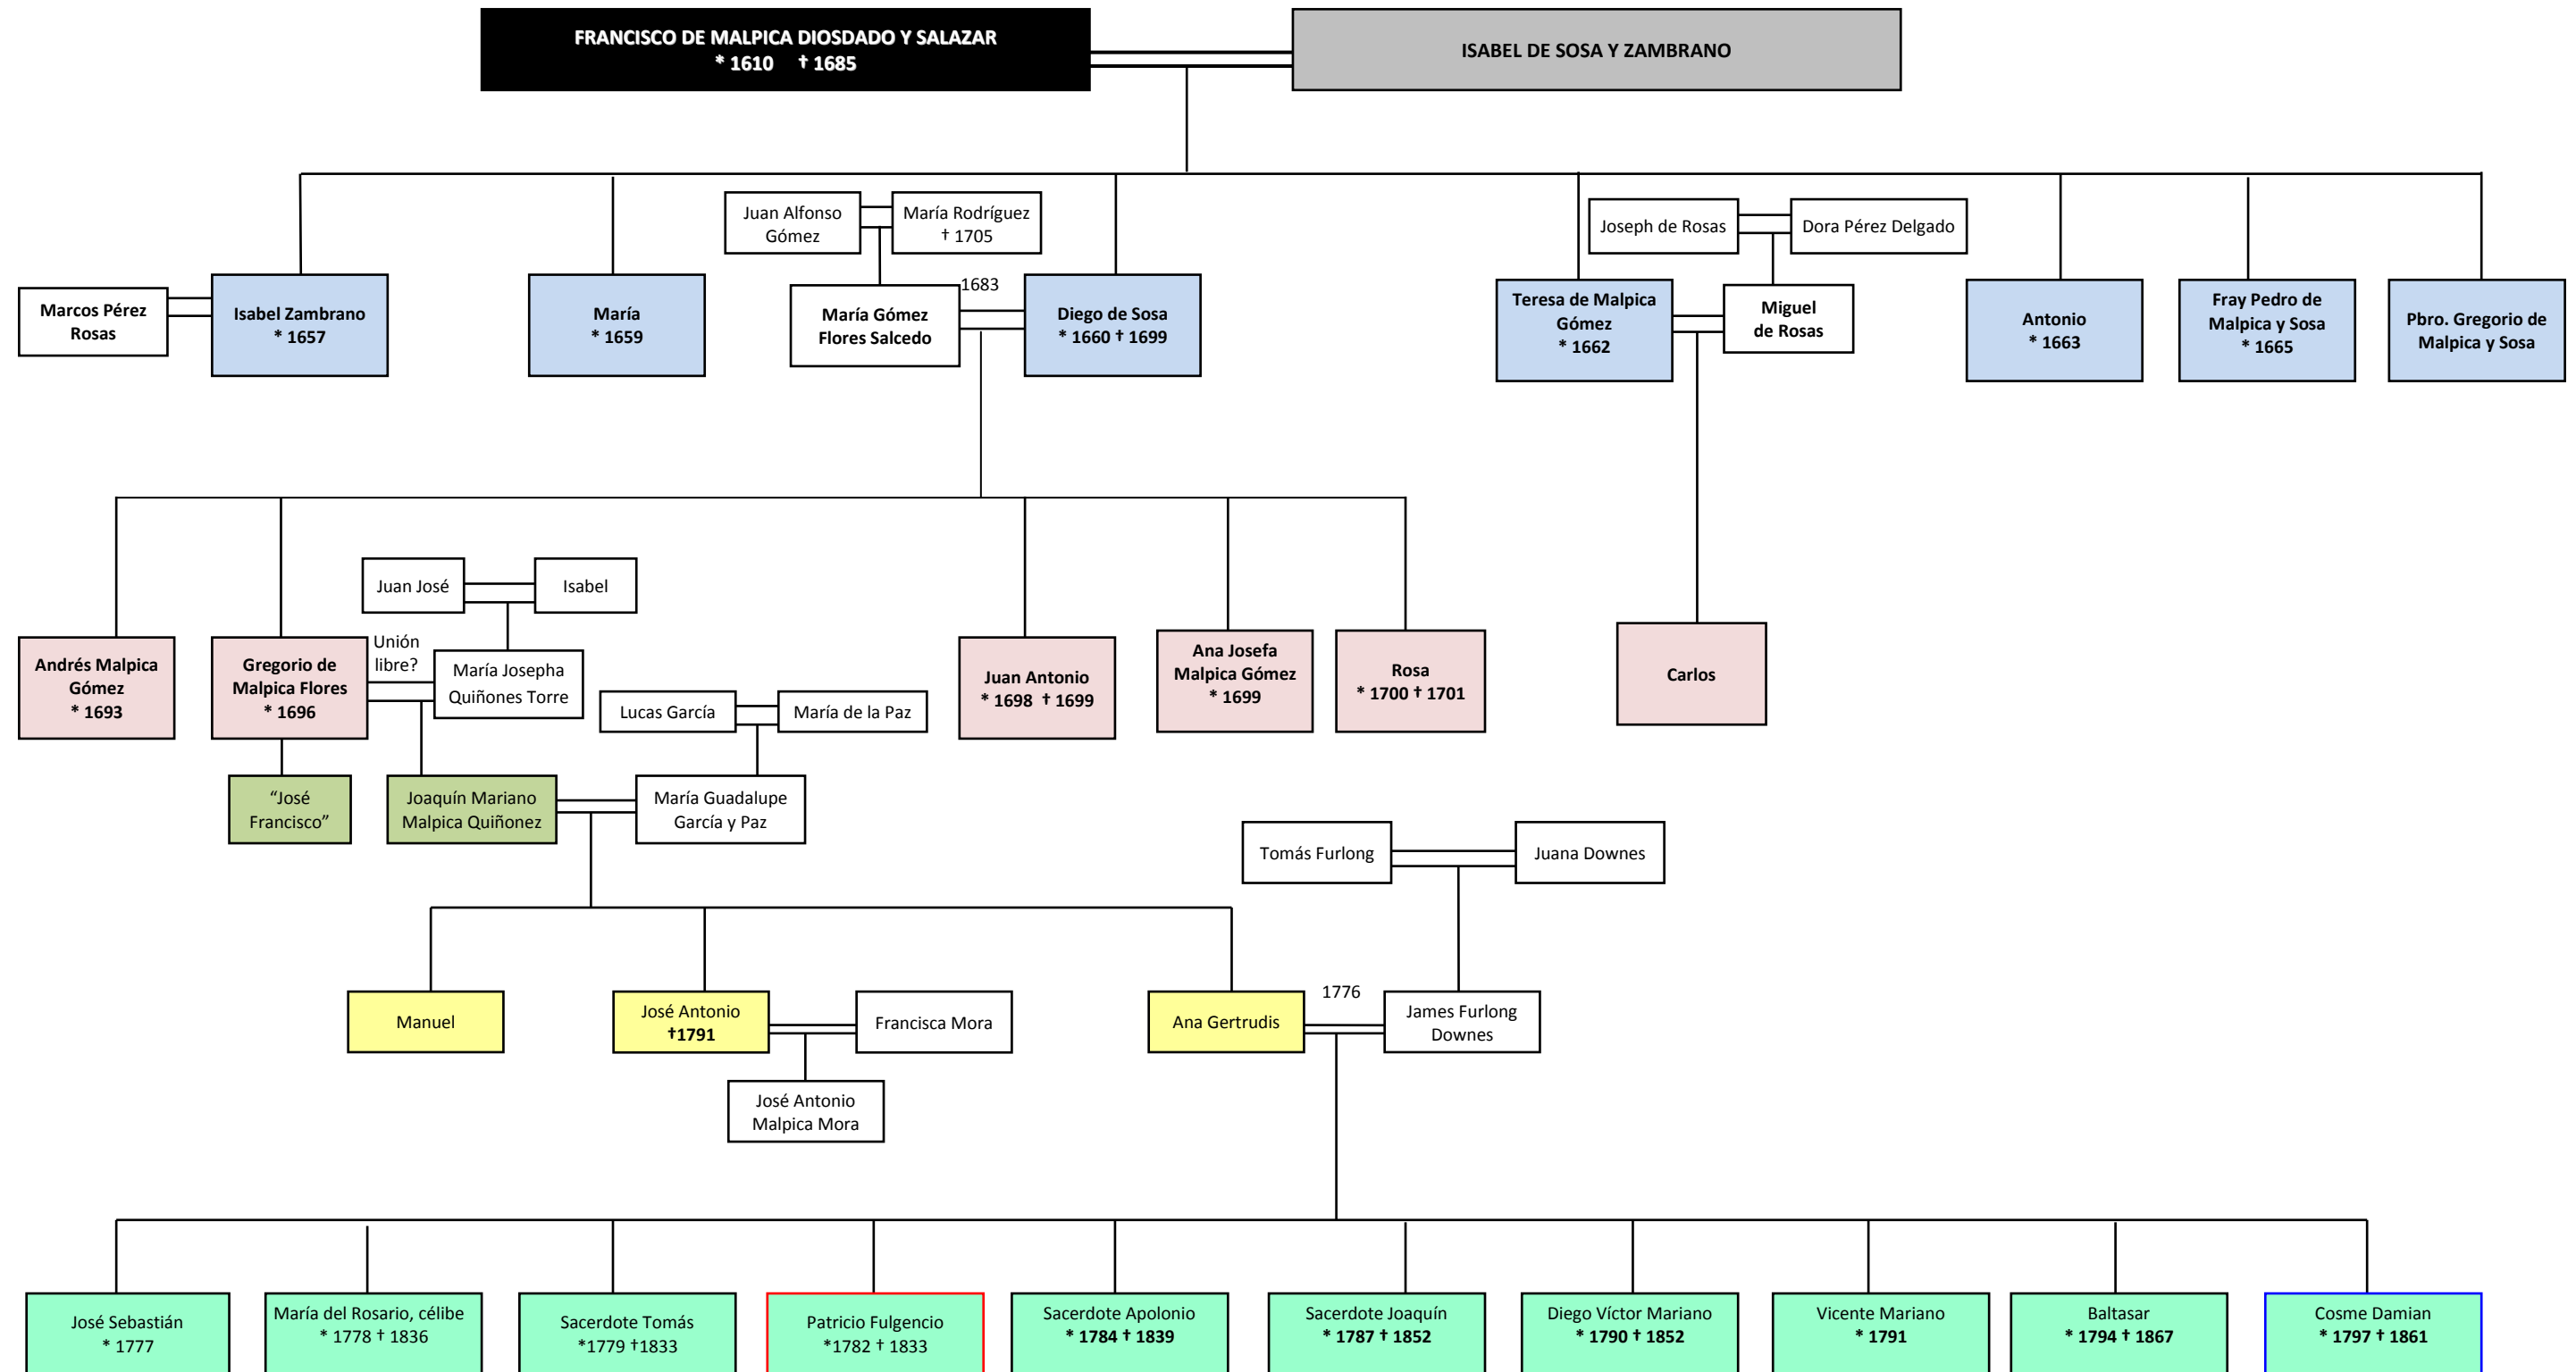 FRANCISCO DE MALPICA DIOSDADO Y SALAZAR
* 1610 † 1685
ISABEL DE SOSA Y ZAMBRANO
Juan Alfonso
Gómez
María Rodríguez
† 1705
Joseph de Rosas
Dora Pérez Delgado
Marcos Pérez
Rosas
Isabel Zambrano
* 1657
María
* 1659
María Gómez
Flores Salcedo
1683
Diego de Sosa
* 1660 † 1699
Teresa de Malpica
Gómez
* 1662
Miguel
de Rosas
Antonio
* 1663
Fray Pedro de
Malpica y Sosa
* 1665
Pbro. Gregorio de
Malpica y Sosa
Juan José
Isabel
Andrés Malpica
Gómez
* 1693
Gregorio de
Malpica Flores
* 1696
Unión
libre?
María Josepha
Quiñones Torre
Lucas García
María de la Paz
Juan Antonio
* 1698 † 1699
Ana Josefa
Malpica Gómez
* 1699
Rosa
* 1700 † 1701
Carlos
“José
Francisco”
Joaquín Mariano
Malpica Quiñonez
María Guadalupe
García y Paz
Tomás Furlong
Juana Downes
Manuel
José Antonio
†1791
Francisca Mora
Ana Gertrudis
1776
James Furlong
Downes
José Antonio
Malpica Mora
José Sebastián
* 1777
María del Rosario, célibe
* 1778 † 1836
Sacerdote Tomás
*1779 †1833
Patricio Fulgencio
*1782 † 1833
Sacerdote Apolonio
* 1784 † 1839
Sacerdote Joaquín
* 1787 † 1852
Diego Víctor Mariano
* 1790 † 1852
Vicente Mariano
* 1791
Baltasar
* 1794 † 1867
Cosme Damian
* 1797 † 1861